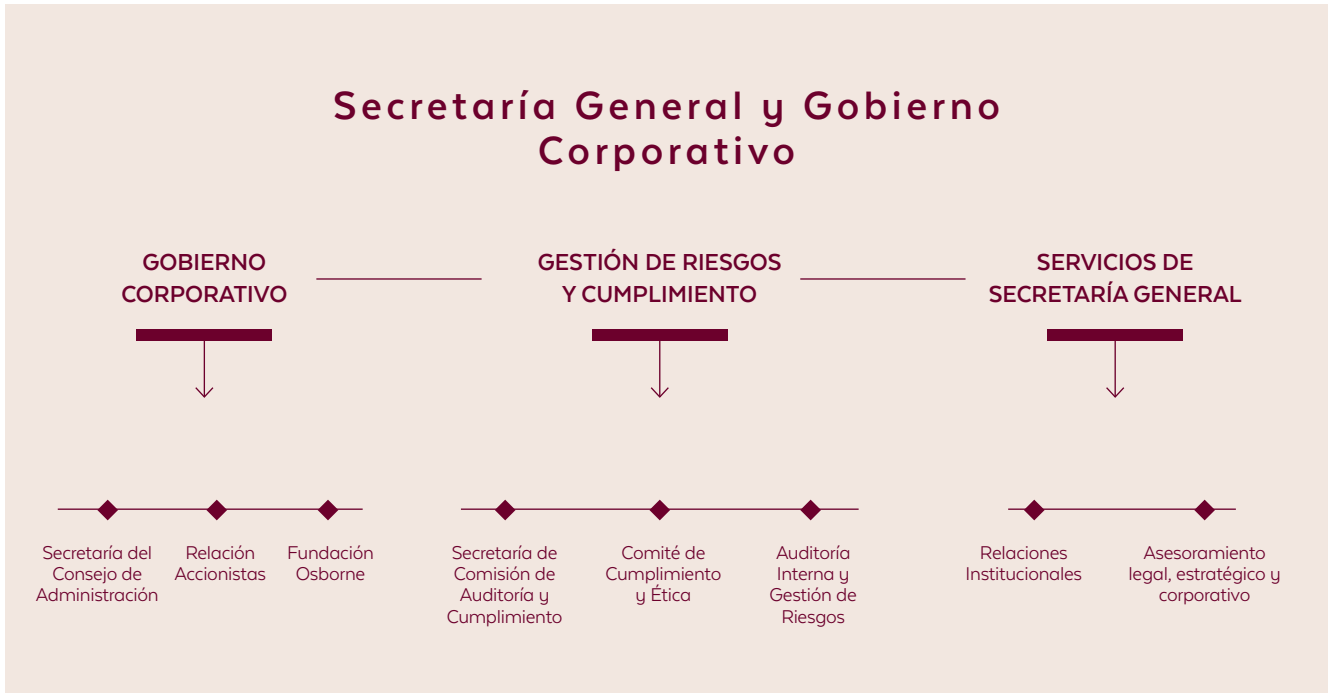 Secretaría General y Gobierno
Corporativo
GOBIERNO
CORPORATIVO
GESTIÓN DE RIESGOS
Y CUMPLIMIENTO
SERVICIOS DE
SECRETARÍA GENERAL
Secretaría del
Consejo de
Administración
Relación
Accionistas
Fundación
Osborne
Secretaría de
Comisión de
Auditoría y
Cumplimiento
Comité de
Cumplimiento
y Ética
Auditoría
Interna y
Gestión de
Riesgos
Relaciones
Institucionales
Asesoramiento
legal, estratégico y
corporativo